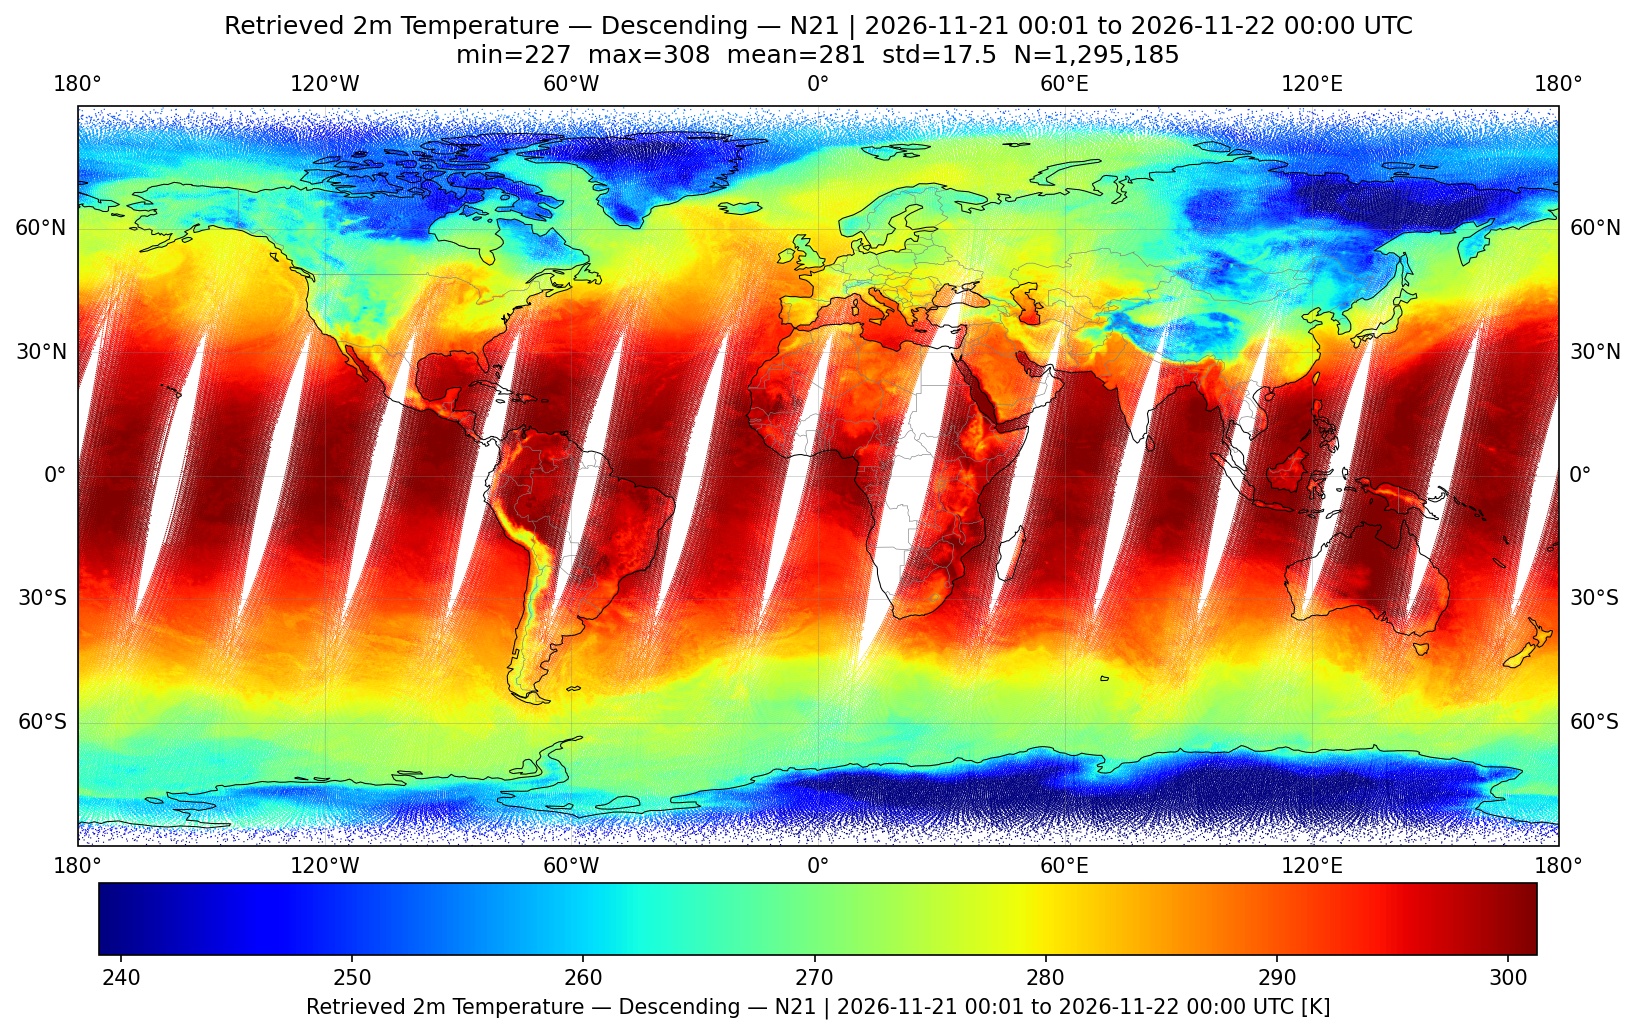 Retrieved 2m Temperature — Descending — N21 | 2026-11-21 00:01 to 2026-11-22 00:00 UTC
min=227  max=308  mean=281  std=17.5  N=1,295,185
180° 120°W 60°W 0° 60°E 120°E 180°
60°N 60°N
30°N 30°N
0° 0°
30°S 30°S
60°S 60°S
180° 120°W 60°W 0° 60°E 120°E 180°
240 250 260 270 280 290 300
Retrieved 2m Temperature — Descending — N21 | 2026-11-21 00:01 to 2026-11-22 00:00 UTC [K]